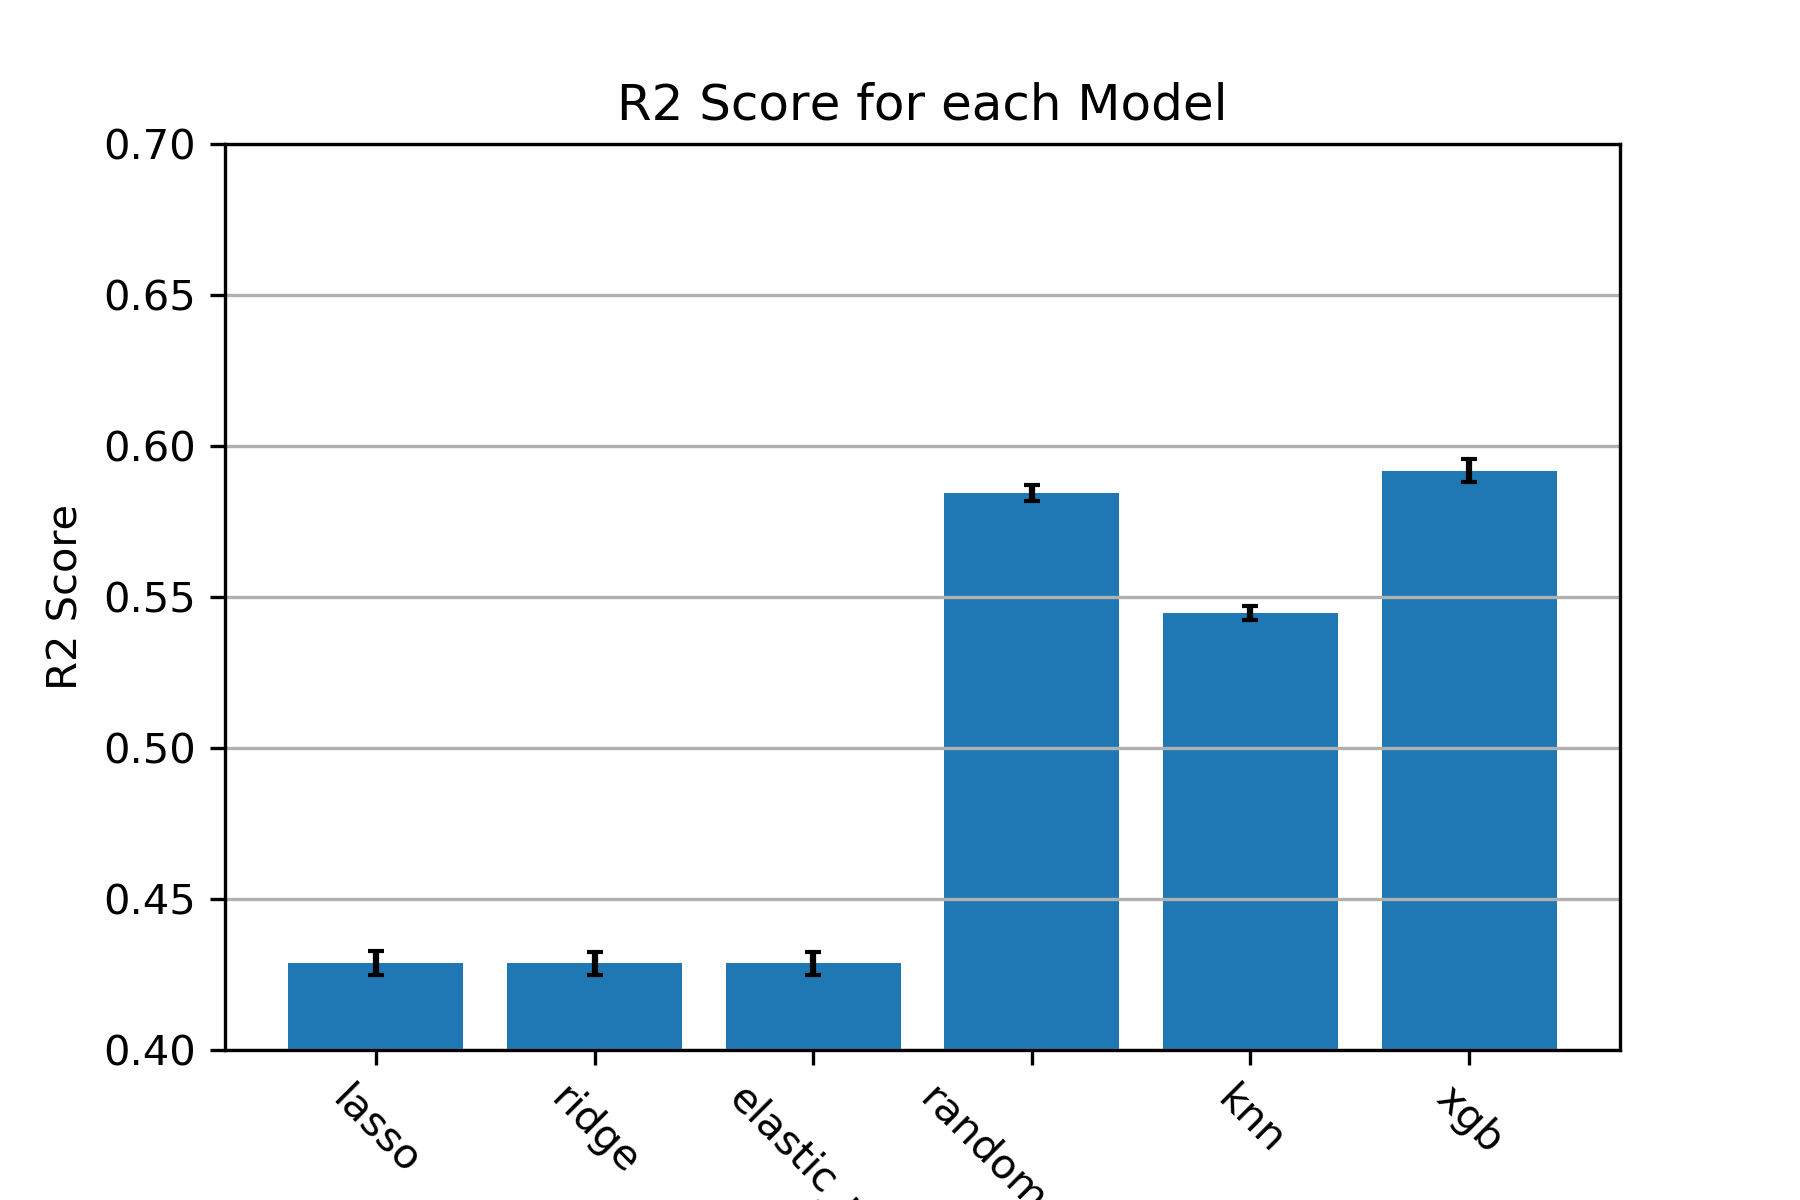 R2 Score for each Model
0.70
0.65
0.60
0.55
0.50
0.45
0.40
R2 Score
lasso
ridge
elastic_
random
knn
xgb